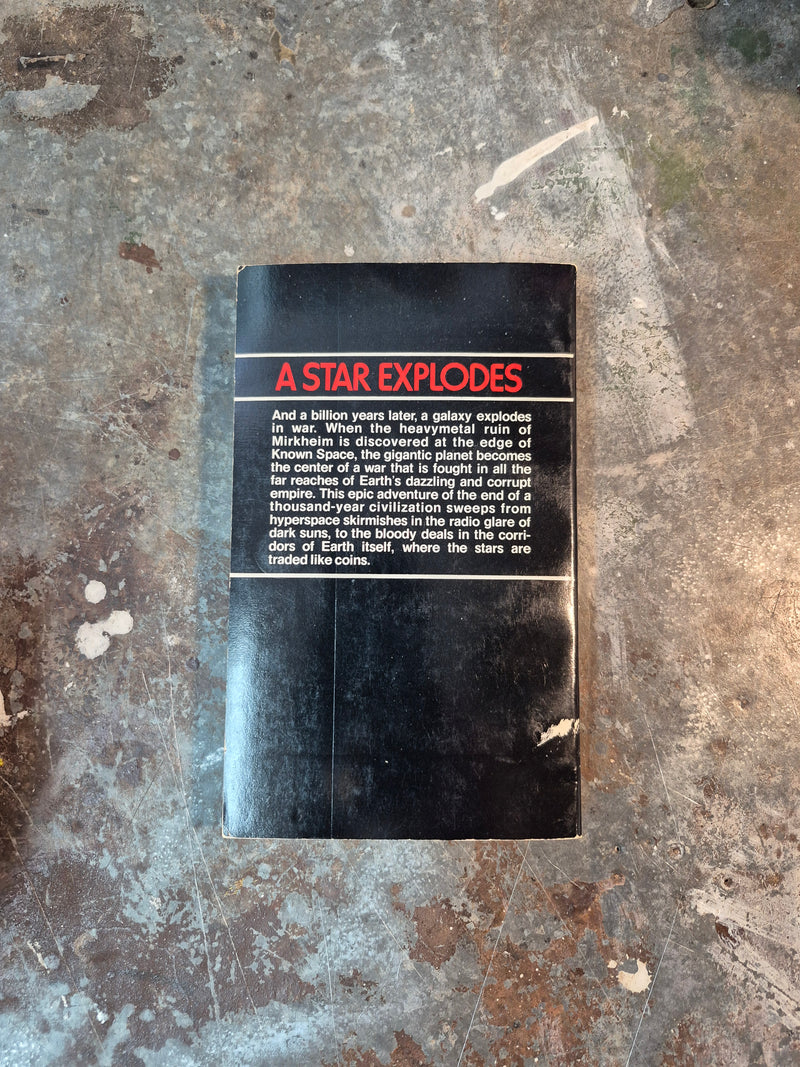 A STAR EXPLODES
And a billion years later, a galaxy explodes
in war. When the heavymetal ruin of
Mirkheim is discovered at the edge of
Known Space, the gigantic planet becomes
the center of a war that is fought in all the
far reaches of Earth's dazzling and corrupt
empire. This epic adventure of the end of a
thousand-year civilization sweeps from
hyperspace skirmishes in the radio glare of
dark suns, to the bloody deals in the corri-
dors of Earth itself, where the stars are
traded like coins.